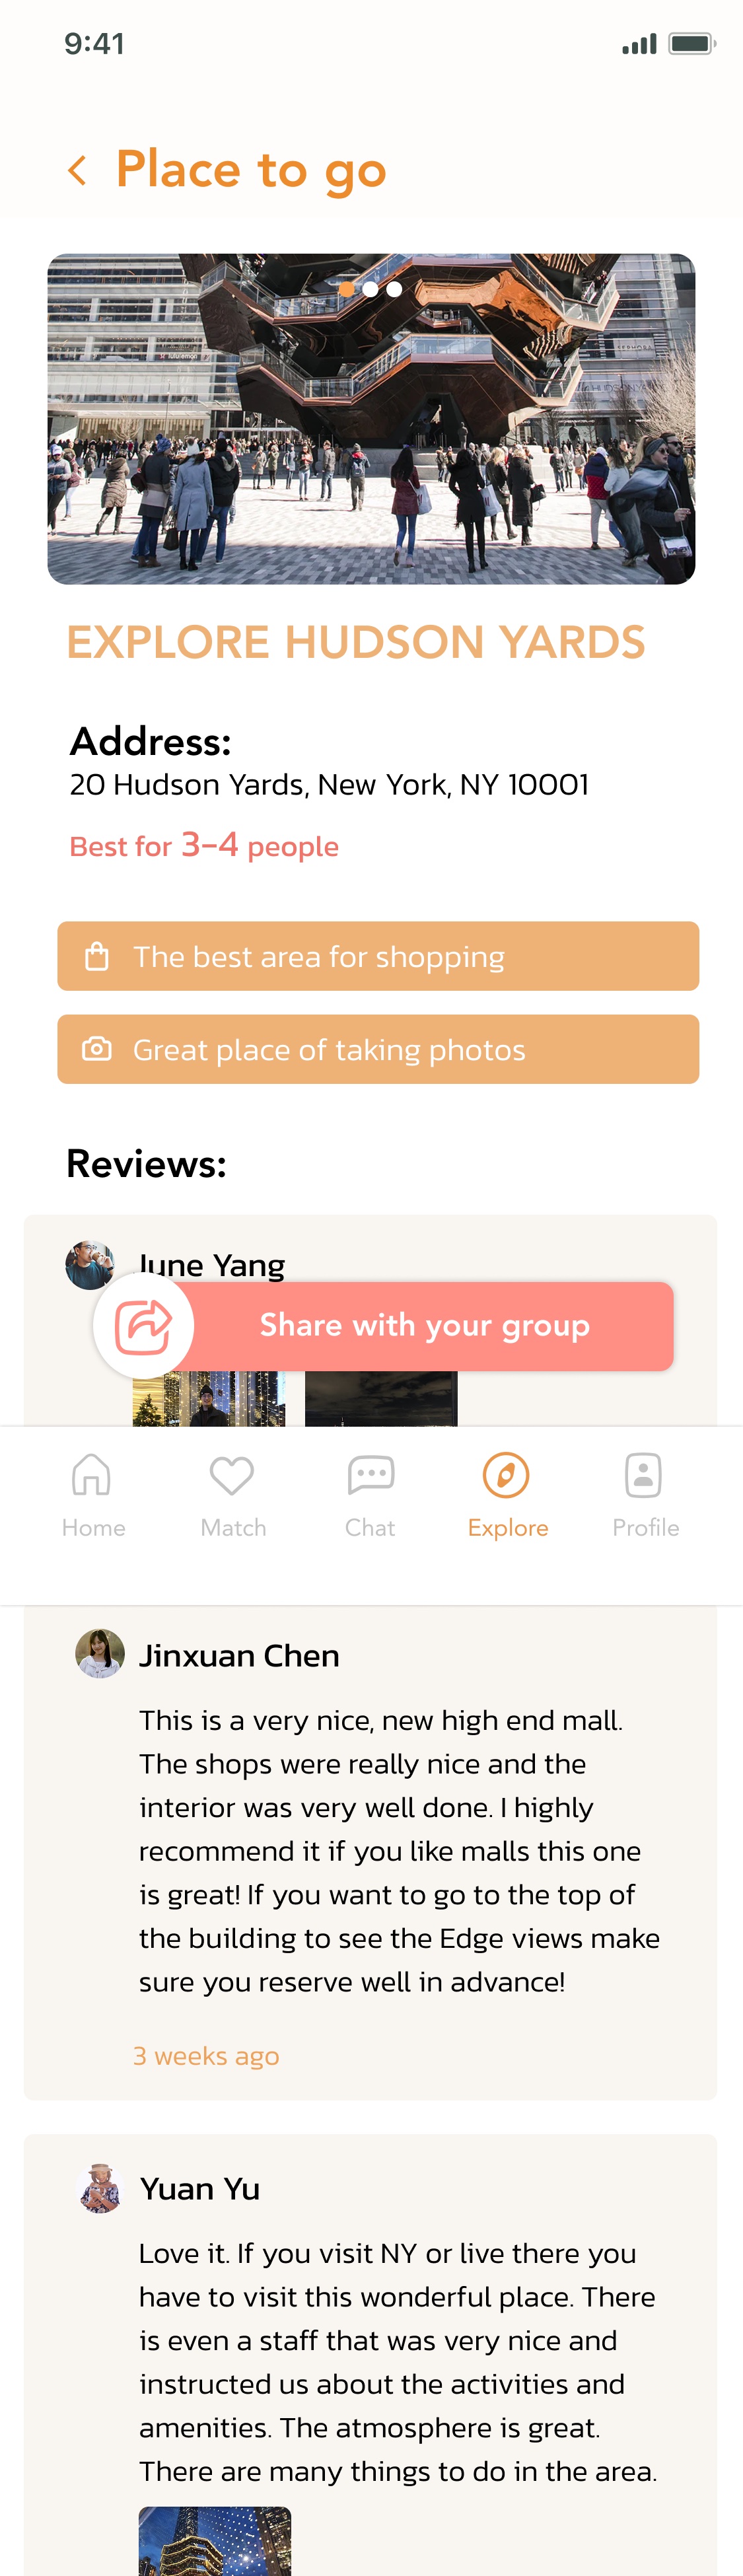 9:41
Place to go
lululemon
SEPHORA
EXPLORE HUDSON YARDS
Address:
20 Hudson Yards, New York, NY 10001
Best for 3-4 people
The best area for shopping
Great place of taking photos
Reviews:
June Yang
Share with your group
Home
Match
Chat
Explore
Profile
Jinxuan Chen
This is a very nice, new high end mall.
The shops were really nice and the
interior was very well done. I highly
recommend it if you like malls this one
is great! If you want to go to the top of
the building to see the Edge views make
sure you reserve well in advance!
3 weeks ago
Yuan Yu
Love it. If you visit NY or live there you
have to visit this wonderful place. There
is even a staff that was very nice and
instructed us about the activities and
amenities. The atmosphere is great.
There are many things to do in the area.